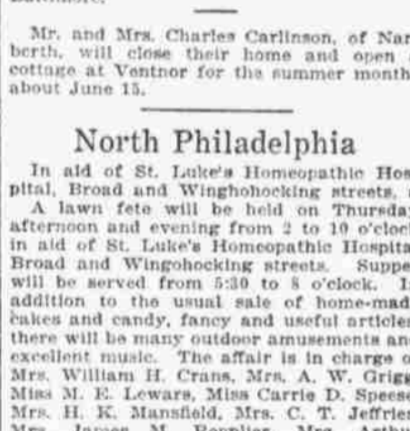 Mr. and Mrs. Charles Carlinson, of Nar
berth, will close their home and open
cottage at Ventnor for the summer month
about June 15.
North Philadelphia
In aid of St. Luke's Homeopathic Hos
pital, Broad and Winghohocking streets,
A lawn fete will be held on Thursday
afternoon and evening from 2 to 10 o'cloc
in aid of St. Luke's Homeopathic Hospita
Broad and Wingohocking streets. Suppe
will be served from 5:30 to 8 o'clock. I
addition to the usual sale of home-mad
cakes and candy, fancy and useful articles
there will be many outdoor amusements an
excellent music. The affair is in charge o
Mrs. William H. Crans, Mrs. A. W. Grigg
Miss M. E. Lewars, Miss Carrie D. Speese
Mrs. H. K. Mansfield, Mrs. C. T. Jeffries